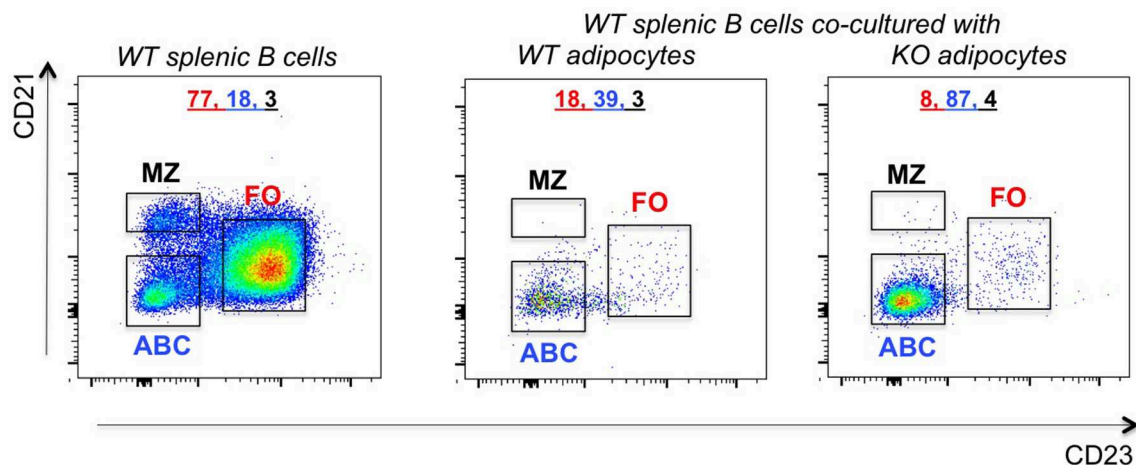 WT splenic B cells co-cultured with
WT splenic B cells
WT adipocytes
KO adipocytes
CD21
77, 18, 3
18, 39, 3
8, 87, 4
MZ
FO
ABC
MZ
FO
ABC
MZ
FO
ABC
CD23